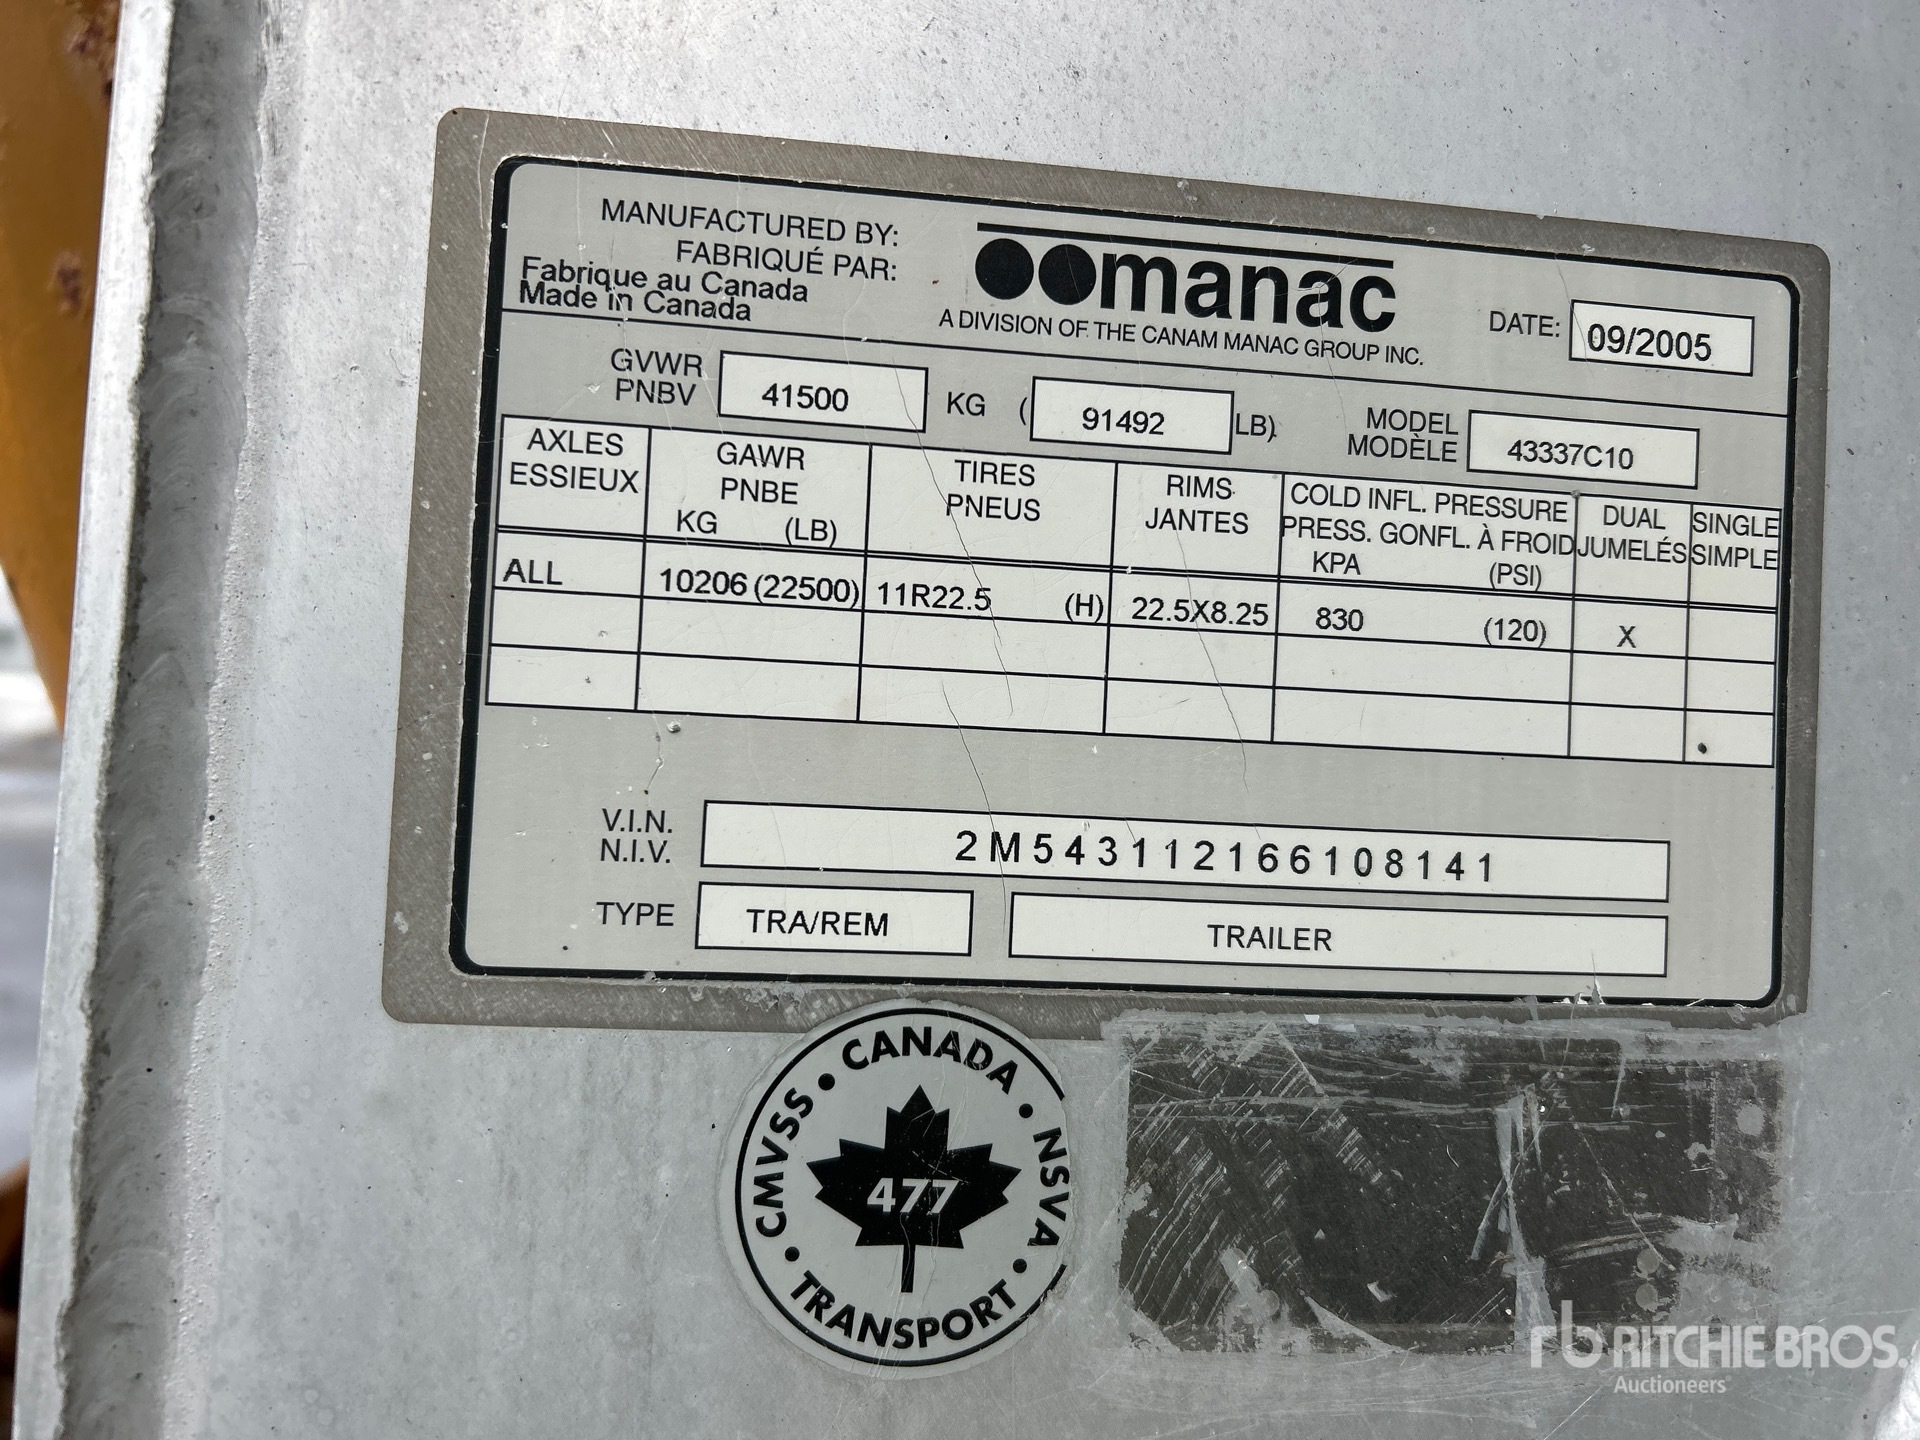 MANUFACTURED BY:
FABRIQUÉ PAR:
Fabrique au Canada
Made in Canada
manac
A DIVISION OF THE CANAM MANAC GROUP INC.
DATE: 09/2005
GVWR
PNBV
41500 KG ( 91492 LB).
MODEL
MODÈLE
43337C10
AXLES
ESSIEUX
GAWR
PNBE
KG (LB)
TIRES
PNEUS
RIMS
JANTES
COLD INFL. PRESSURE
PRESS. GONFL. À FROID
KPA (PSI)
DUAL
JUMELÉS
SINGLE
SIMPLE
ALL 10206 (22500) 11R22.5 (H) 22.5X8.25 830 (120) X
V.I.N.
N.I.V.
2M543112166108141
TYPE TRA/REM TRAILER
CANADA • NSVA • TRANSPORT • CMVSS •
477
rb RITCHIE BROS.
Auctioneers